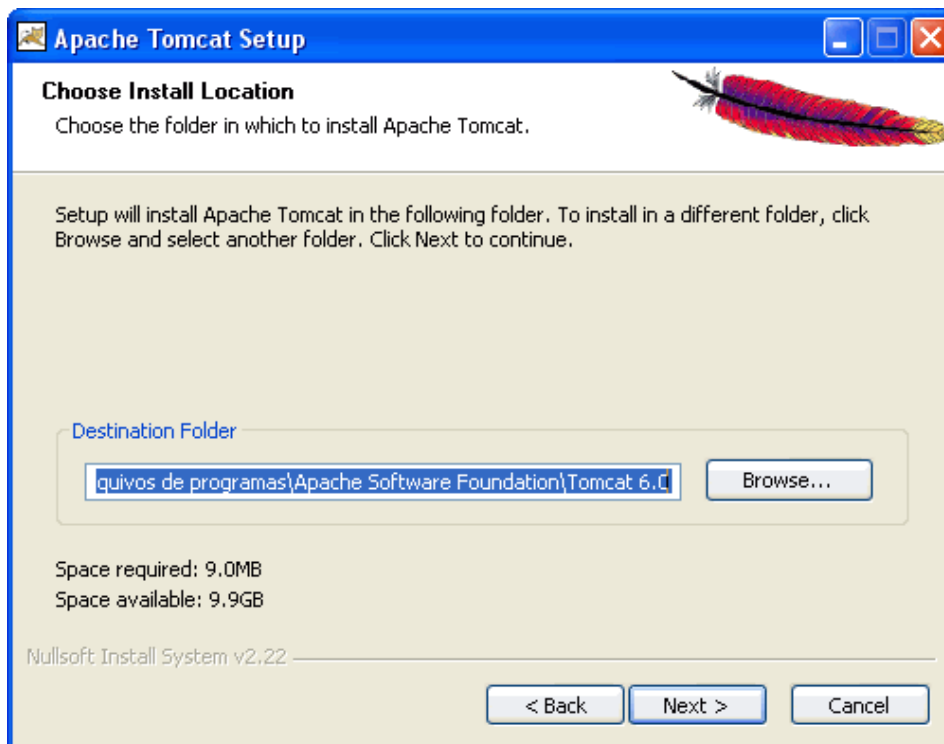 Apache Tomcat Setup
Choose Install Location
Choose the folder in which to install Apache Tomcat.
Setup will install Apache Tomcat in the following folder. To install in a different folder, click
Browse and select another folder. Click Next to continue.
Destination Folder
quivos de programas\Apache Software Foundation\Tomcat 6.0
Browse...
Space required: 9.0MB
Space available: 9.9GB
Nullsoft Install System v2.22
< Back
Next >
Cancel